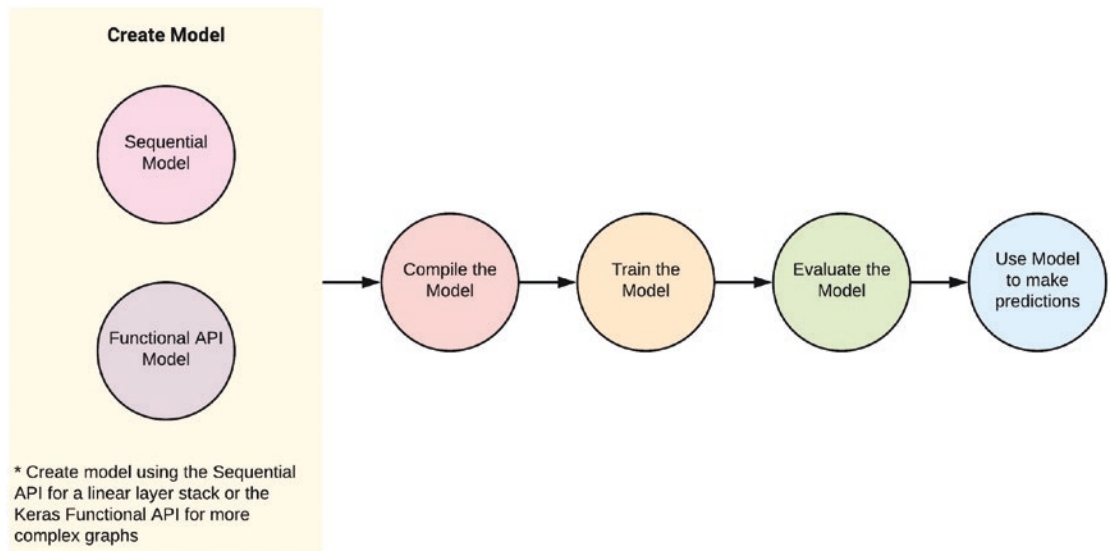 Create Model
Sequential
Model
Functional API
Model
* Create model using the Sequential
API for a linear layer stack or the
Keras Functional API for more
complex graphs
Compile the
Model
Train the
Model
Evaluate the
Model
Use Model
to make
predictions